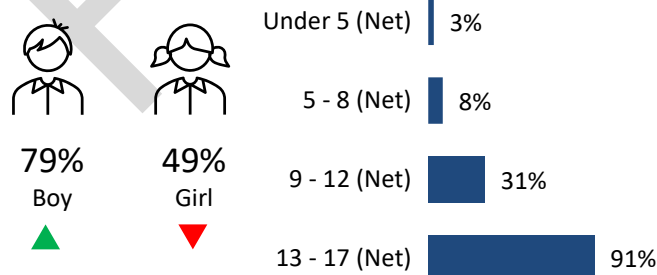 79%
Boy
49%
Girl
Under 5 (Net) 3%
5 - 8 (Net) 8%
9 - 12 (Net) 31%
13 - 17 (Net) 91%